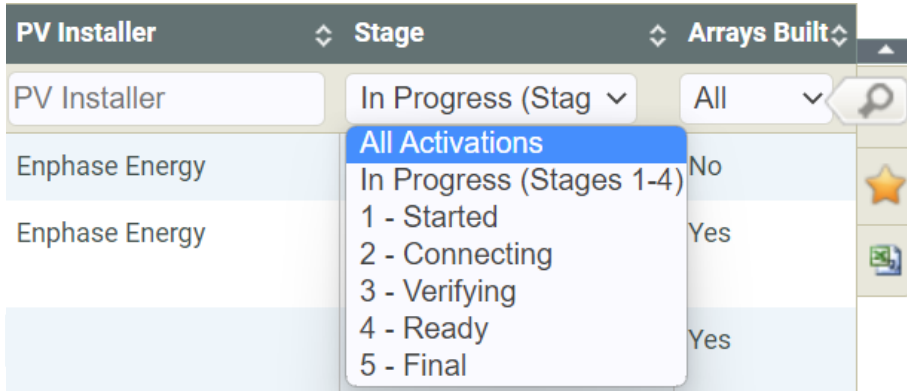 PV Installer Stage Arrays Built
PV Installer In Progress (Stag All
All Activations
Enphase Energy No
In Progress (Stages 1-4)
1 - Started
Enphase Energy Yes
2 - Connecting
3 - Verifying
4 - Ready
Yes
5 - Final